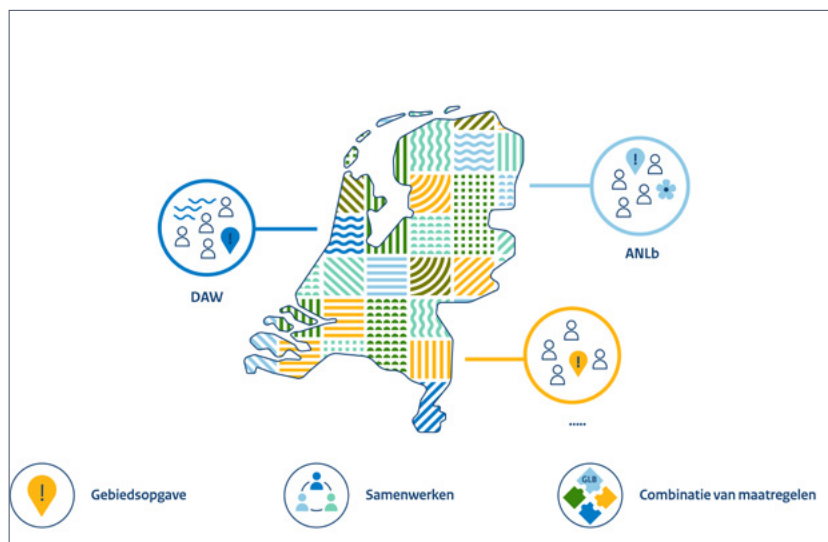 ANLb
DAW
.....
Gebiedsopgave
Samenwerken
GLB
Combinatie van maatregelen